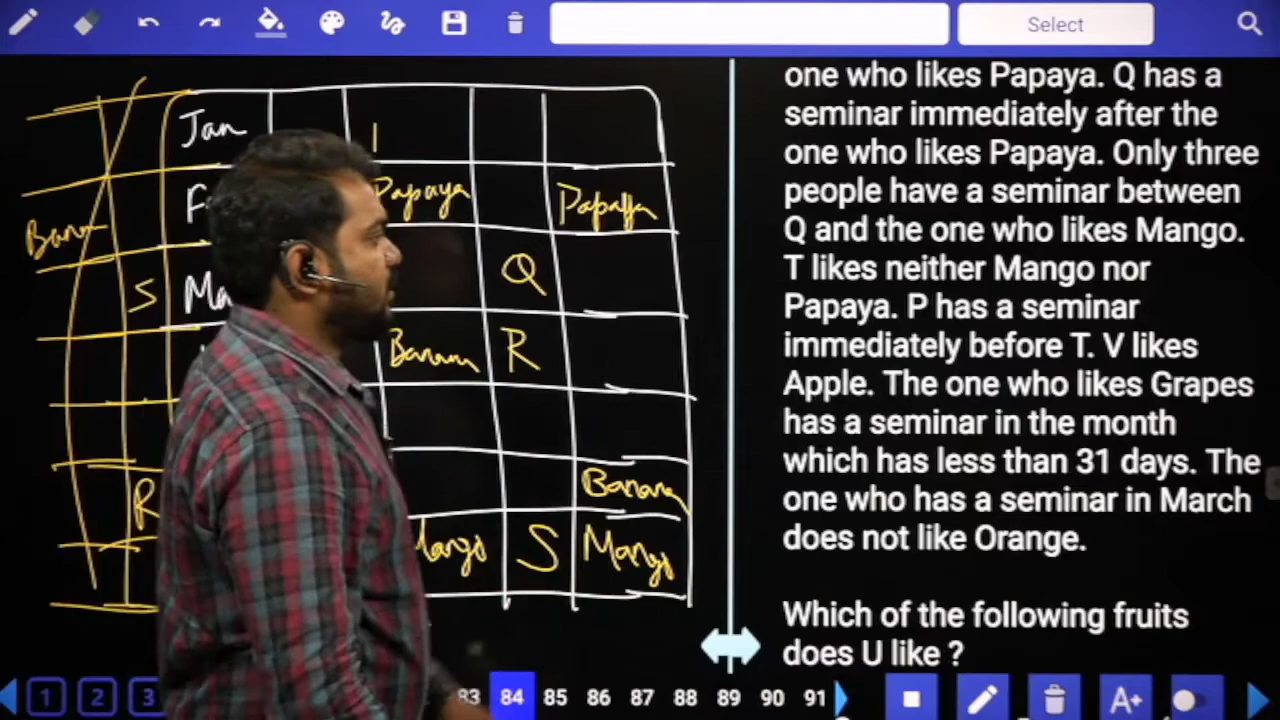 Select
Jan
Papaya
Papaya
Banana
S
Q
Banana
R
Banana
R
S
Mango
one who likes Papaya. Q has a
seminar immediately after the
one who likes Papaya. Only three
people have a seminar between
Q and the one who likes Mango.
T likes neither Mango nor
Papaya. P has a seminar
immediately before T. V likes
Apple. The one who likes Grapes
has a seminar in the month
which has less than 31 days. The
one who has a seminar in March
does not like Orange.
Which of the following fruits
does U like ?
1 2 3 83 84 85 86 87 88 89 90 91
A+